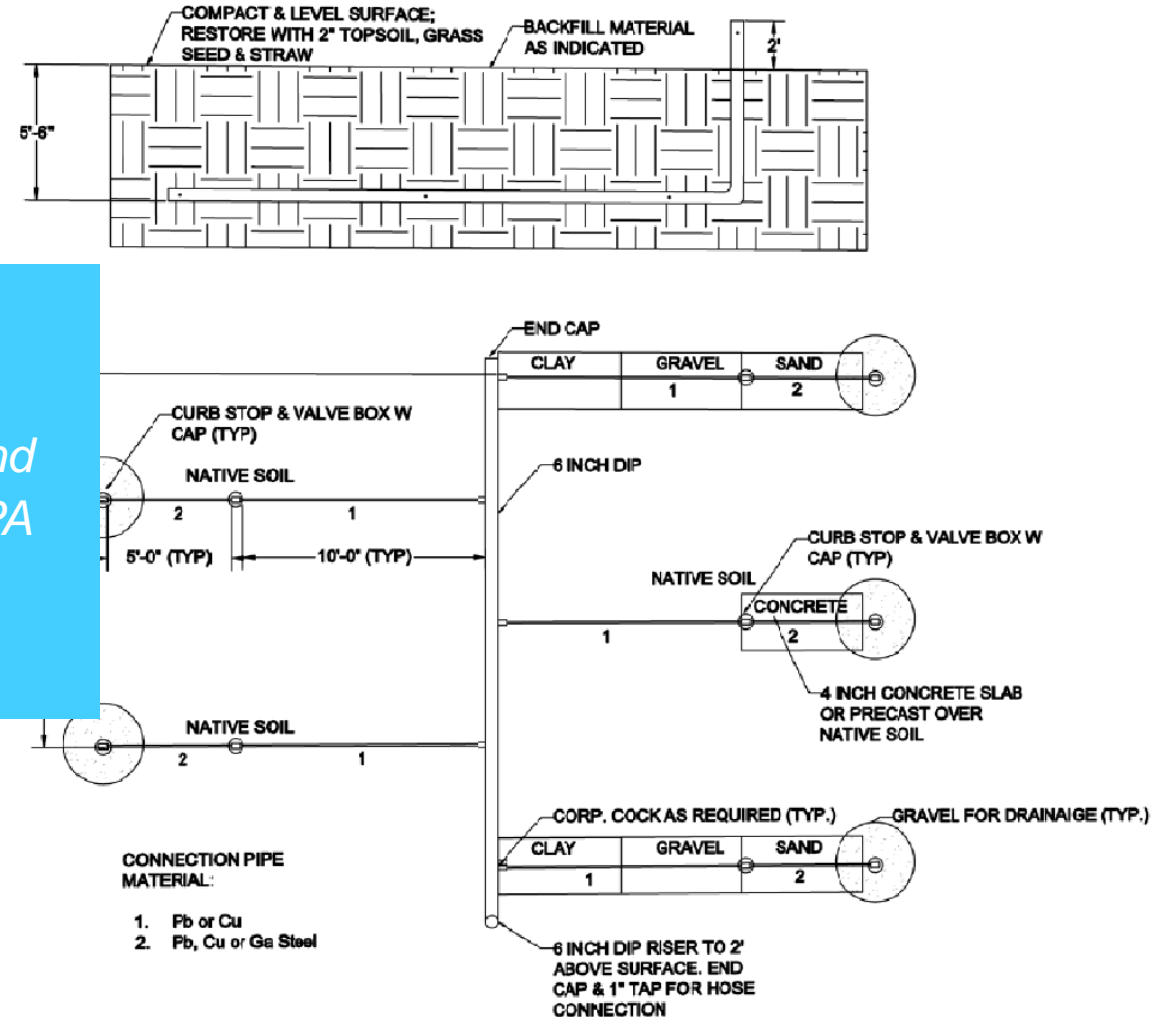 COMPACT & LEVEL SURFACE;
RESTORE WITH 2" TOPSOIL, GRASS
SEED & STRAW
BACKFILL MATERIAL
AS INDICATED
2'
5'-6"
END CAP
CLAY GRAVEL SAND
1 2
CURB STOP & VALVE BOX W
CAP (TYP)
nd
PA
NATIVE SOIL
6 INCH DIP
2 1
5'-0" (TYP) 10'-0" (TYP)
CURB STOP & VALVE BOX W
CAP (TYP)
NATIVE SOIL
CONCRETE
1 2
4 INCH CONCRETE SLAB
OR PRECAST OVER
NATIVE SOIL
NATIVE SOIL
2 1
CORP. COCK AS REQUIRED (TYP.)
GRAVEL FOR DRAINAIGE (TYP.)
CLAY GRAVEL SAND
1 2
CONNECTION PIPE
MATERIAL:
1. Pb or Cu
2. Pb, Cu or Ga Steel
6 INCH DIP RISER TO 2'
ABOVE SURFACE. END
CAP & 1" TAP FOR HOSE
CONNECTION